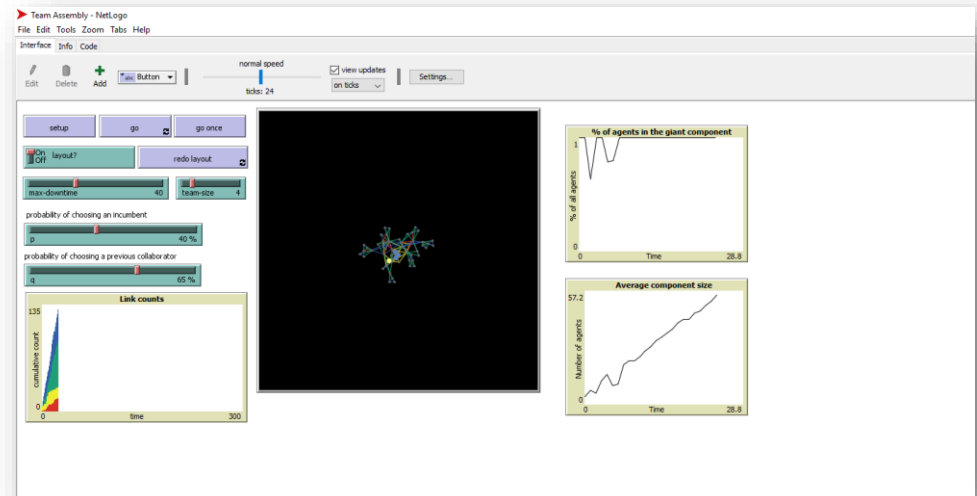 Team Assembly - NetLogo
File Edit Tools Zoom Tabs Help
Interface Info Code
Edit Delete Add abc Button normal speed view updates Settings...
ticks: 24 on ticks
setup go go once
On
Off layout? redo layout
max-downtime 40 team-size 4
probability of choosing an incumbent
p 40 %
probability of choosing a previous collaborator
q 65 %
Link counts
135
cumulative count
0
0 time 300
% of agents in the giant component
1
% of all agents
0
0 Time 28.8
Average component size
57.2
Number of agents
0
0 Time 28.8